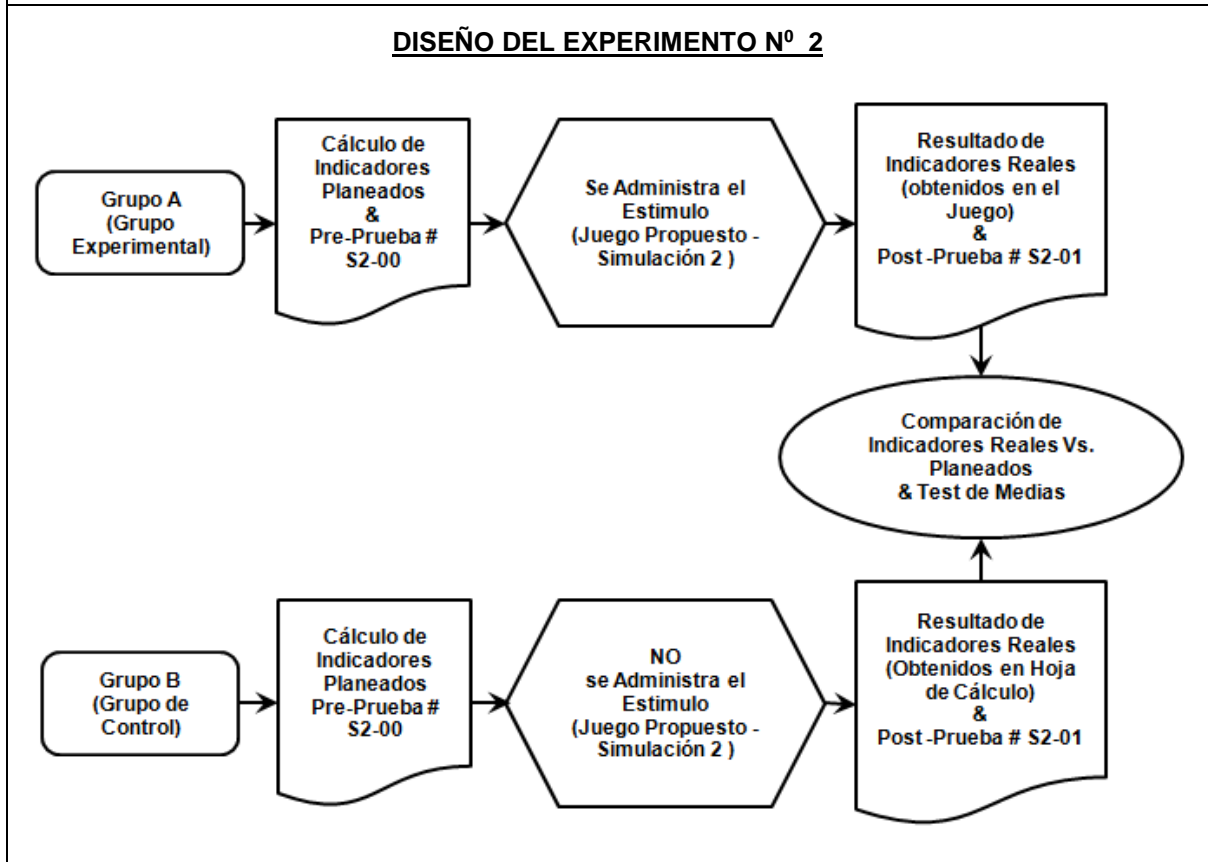 DISEÑO DEL EXPERIMENTO Nº 2
Grupo A
(Grupo
Experimental)
Cálculo de
Indicadores
Planeados
&
Pre-Prueba #
S2-00
Se Administra el
Estimulo
(Juego Propuesto -
Simulación 2 )
Resultado de
Indicadores Reales
(obtenidos en el
Juego)
&
Post -Prueba # S2-01
Comparación de
Indicadores Reales Vs.
Planeados
& Test de Medias
Grupo B
(Grupo de
Control)
Cálculo de
Indicadores
Planeados
Pre-Prueba #
S2-00
NO
se Administra el
Estimulo
(Juego Propuesto -
Simulación 2 )
Resultado de
Indicadores Reales
(Obtenidos en Hoja
de Cálculo)
&
Post -Prueba # S2-01